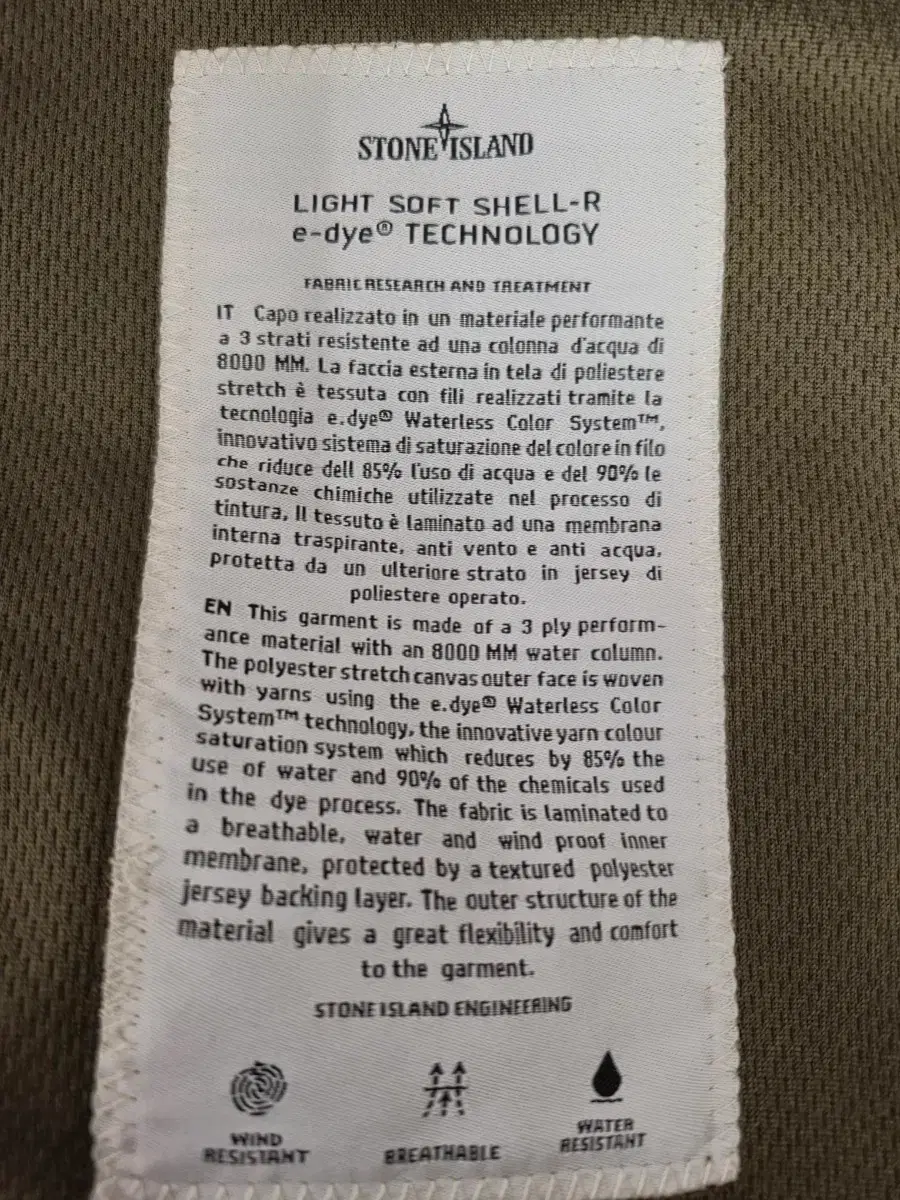 STONE ISLAND
LIGHT SOFT SHELL-R
e-dye® TECHNOLOGY
FABRIC RESEARCH AND TREATMENT
IT Capo realizzato in un materiale performante
a 3 strati resistente ad una colonna d'acqua di
8000 MM. La faccia esterna in tela di poliestere
stretch è tessuta con fili realizzati tramite la
tecnologia e.dye® Waterless Color System™,
innovativo sistema di saturazione del colore in filo
che riduce dell 85% l'uso di acqua e del 90% le
sostanze chimiche utilizzate nel processo di
tintura, Il tessuto è laminato ad una membrana
interna traspirante, anti vento e anti acqua,
protetta da un ulteriore strato in jersey di
poliestere operato.
EN This garment is made of a 3 ply perform-
ance material with an 8000 MM water column.
The polyester stretch canvas outer face is woven
with yarns using the e.dye® Waterless Color
System™ technology, the innovative yarn colour
saturation system which reduces by 85% the
use of water and 90% of the chemicals used
in the dye process. The fabric is laminated to
a breathable, water and wind proof inner
membrane, protected by a textured polyester
jersey backing layer. The outer structure of the
material gives a great flexibility and comfort
to the garment.
STONE ISLAND ENGINEERING
WIND
RESISTANT
BREATHABLE
WATER
RESISTANT